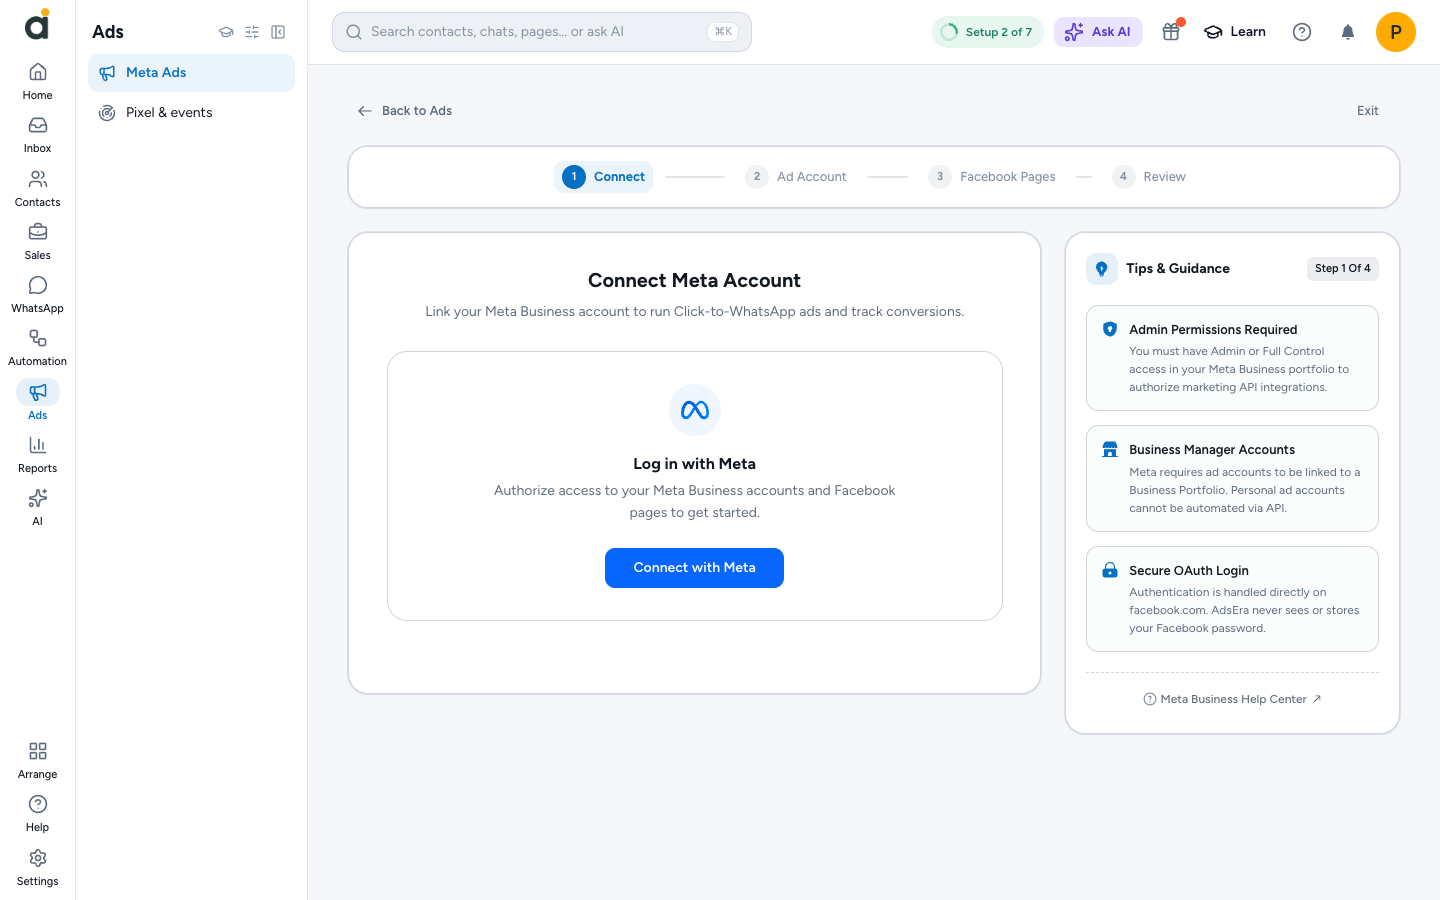 Ads
Search contacts, chats, pages... or ask AI
⌘K
Setup 2 of 7
Ask AI
Learn
P
Home
Inbox
Contacts
Sales
WhatsApp
Automation
Ads
Reports
AI
Arrange
Help
Settings
Meta Ads
Pixel & events
Back to Ads
Exit
1 Connect
2 Ad Account
3 Facebook Pages
4 Review
Connect Meta Account
Link your Meta Business account to run Click-to-WhatsApp ads and track conversions.
Log in with Meta
Authorize access to your Meta Business accounts and Facebook
pages to get started.
Connect with Meta
Tips & Guidance
Step 1 Of 4
Admin Permissions Required
You must have Admin or Full Control
access in your Meta Business portfolio to
authorize marketing API integrations.
Business Manager Accounts
Meta requires ad accounts to be linked to a
Business Portfolio. Personal ad accounts
cannot be automated via API.
Secure OAuth Login
Authentication is handled directly on
facebook.com. AdsEra never sees or stores
your Facebook password.
Meta Business Help Center ↗